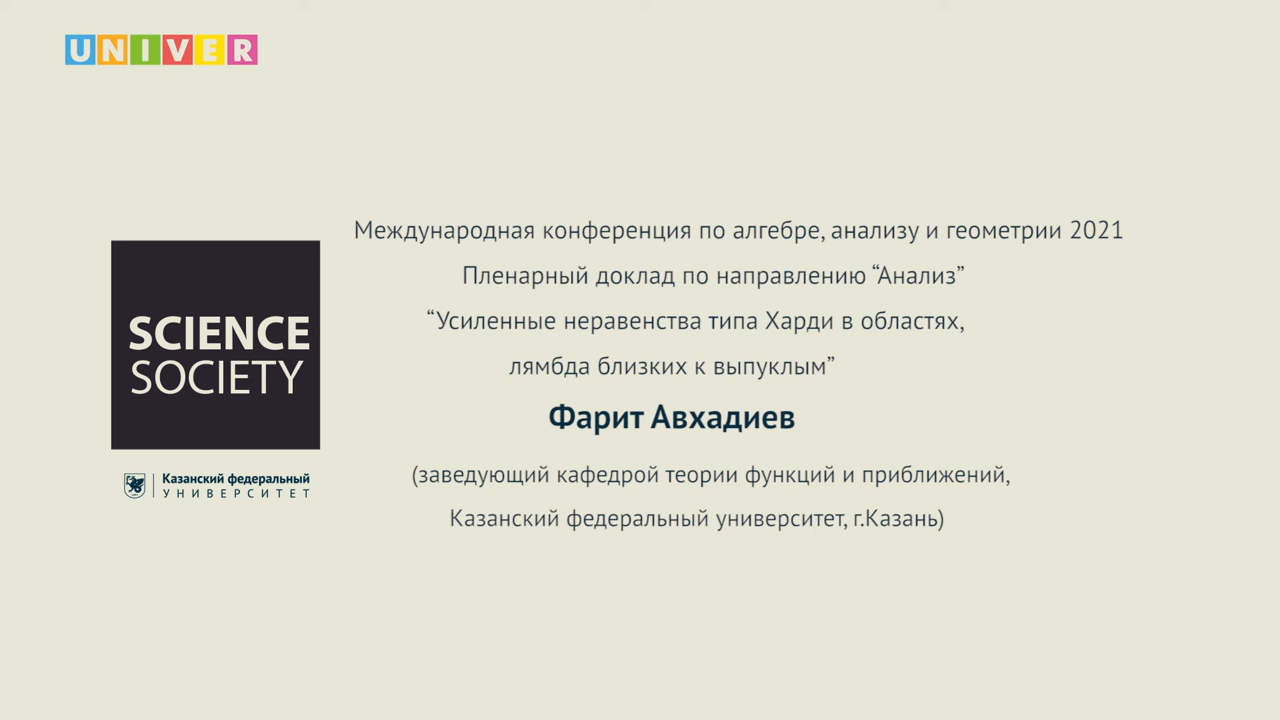 UNIVER
Международная конференция по алгебре, анализу и геометрии 2021
Пленарный доклад по направлению “Анализ”
“Усиленные неравенства типа Харди в областях,
лямбда близких к выпуклым”
Фарит Авхадиев
(заведующий кафедрой теории функций и приближений,
Казанский федеральный университет, г.Казань)
SCIENCE
SOCIETY
Казанский федеральный
УНИВЕРСИТЕТ